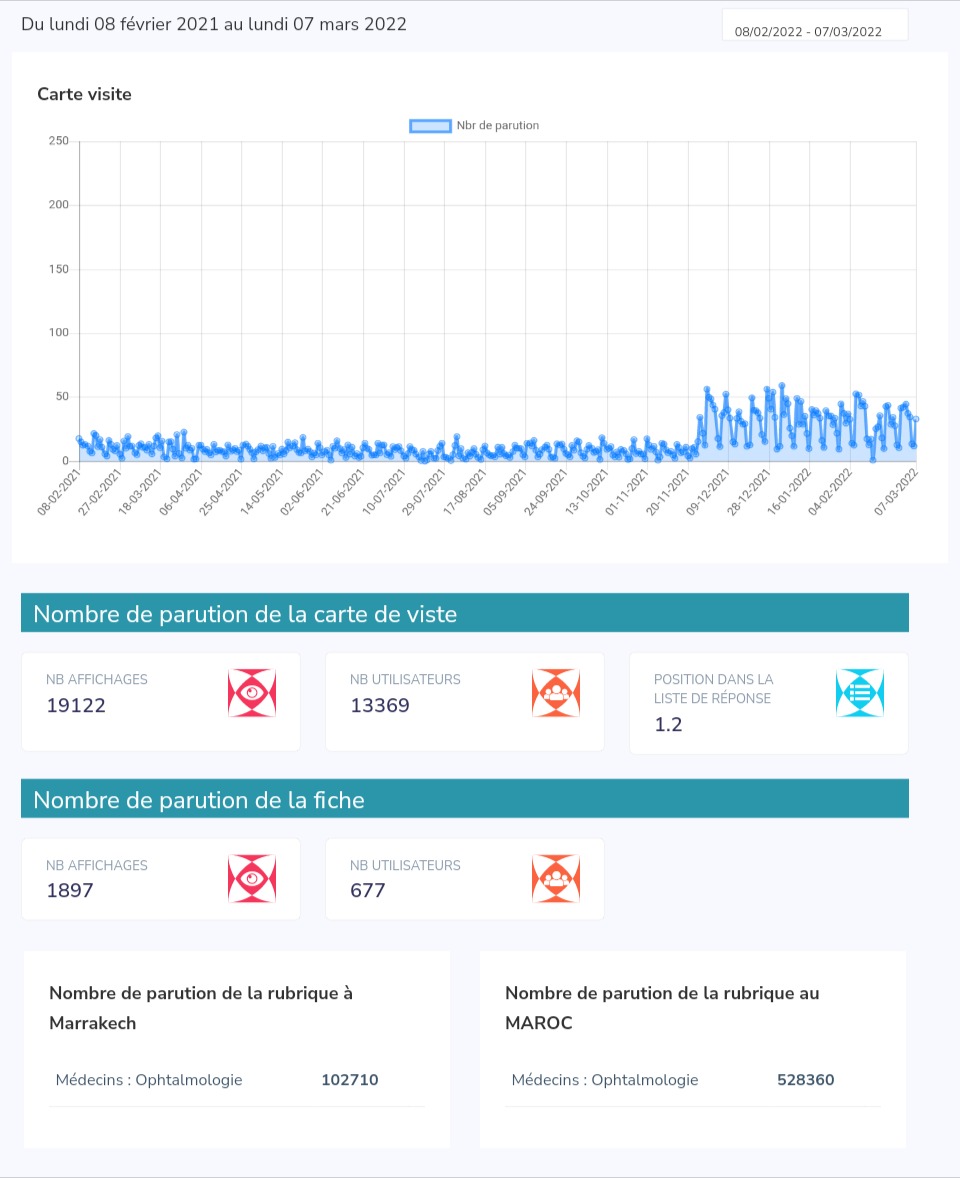 Du lundi 08 février 2021 au lundi 07 mars 2022
08/02/2022 - 07/03/2022
Carte visite
Nbr de parution
250
200
150
100
50
0
08-02-2021
27-02-2021
18-03-2021
06-04-2021
25-04-2021
14-05-2021
02-06-2021
21-06-2021
10-07-2021
29-07-2021
17-08-2021
05-09-2021
24-09-2021
13-10-2021
01-11-2021
20-11-2021
09-12-2021
28-12-2021
16-01-2022
04-02-2022
07-03-2022
Nombre de parution de la carte de viste
NB AFFICHAGES
19122
NB UTILISATEURS
13369
POSITION DANS LA
LISTE DE RÉPONSE
1.2
Nombre de parution de la fiche
NB AFFICHAGES
1897
NB UTILISATEURS
677
Nombre de parution de la rubrique à
Marrakech
Médecins : Ophtalmologie 102710
Nombre de parution de la rubrique au
MAROC
Médecins : Ophtalmologie 528360